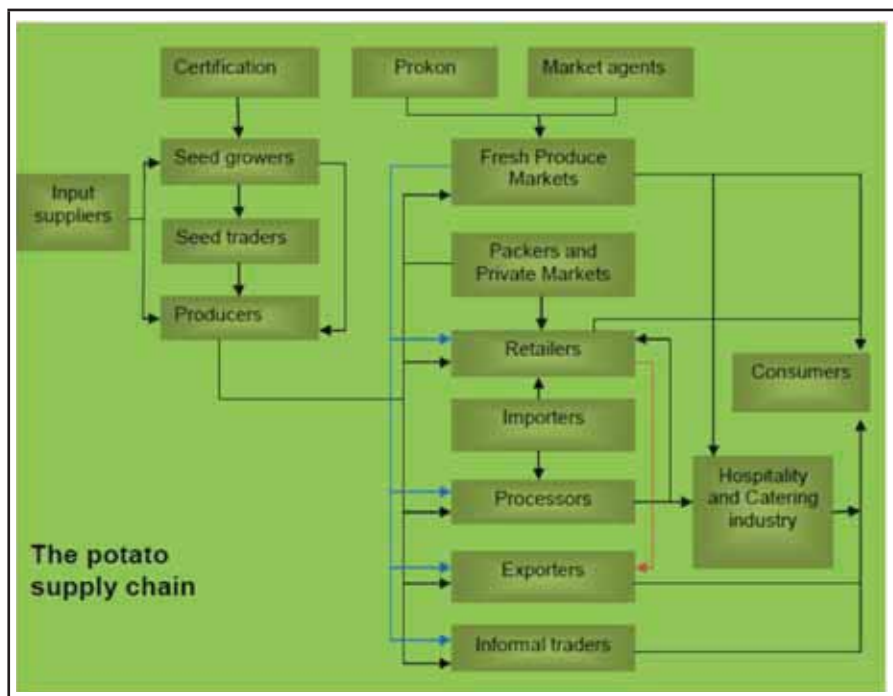 Certification
Prokon
Market agents
Seed growers
Fresh Produce
Markets
Input
suppliers
Seed traders
Packers and
Private Markets
Producers
Retailers
Consumers
Importers
Processors
Hospitality
and Catering
industry
The potato
supply chain
Exporters
Informal traders